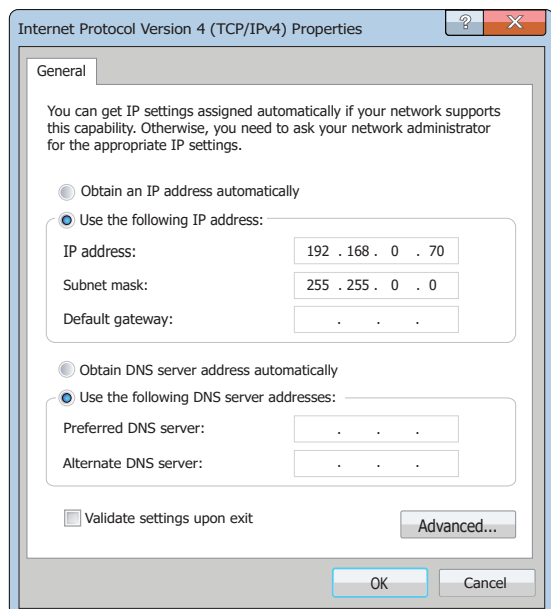 Internet Protocol Version 4 (TCP/IPv4) Properties
?
X
General
You can get IP settings assigned automatically if your network supports
this capability. Otherwise, you need to ask your network administrator
for the appropriate IP settings.
Obtain an IP address automatically
Use the following IP address:
IP address: 192 . 168 . 0 . 70
Subnet mask: 255 . 255 . 0 . 0
Default gateway: . . .
Obtain DNS server address automatically
Use the following DNS server addresses:
Preferred DNS server: . . .
Alternate DNS server: . . .
Validate settings upon exit
Advanced...
OK Cancel